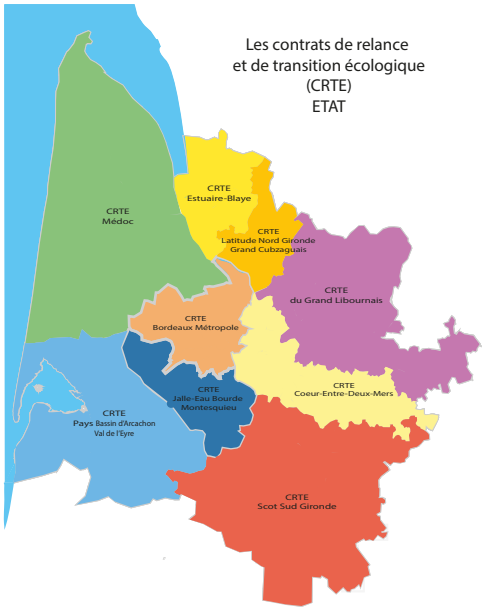 Les contrats de relance
et de transition écologique
(CRTE)
ETAT
CRTE
Estuaire-Blaye
CRTE
Médoc
CRTE
Latitude Nord Gironde
Grand Cubzaguais
CRTE
du Grand Libournais
CRTE
Bordeaux Métropole
CRTE
Jalle-Eau Bourde
Montesquieu
CRTE
Coeur-Entre-Deux-Mers
CRTE
Pays Bassin d'Arcachon
Val de l'Eyre
CRTE
Scot Sud Gironde